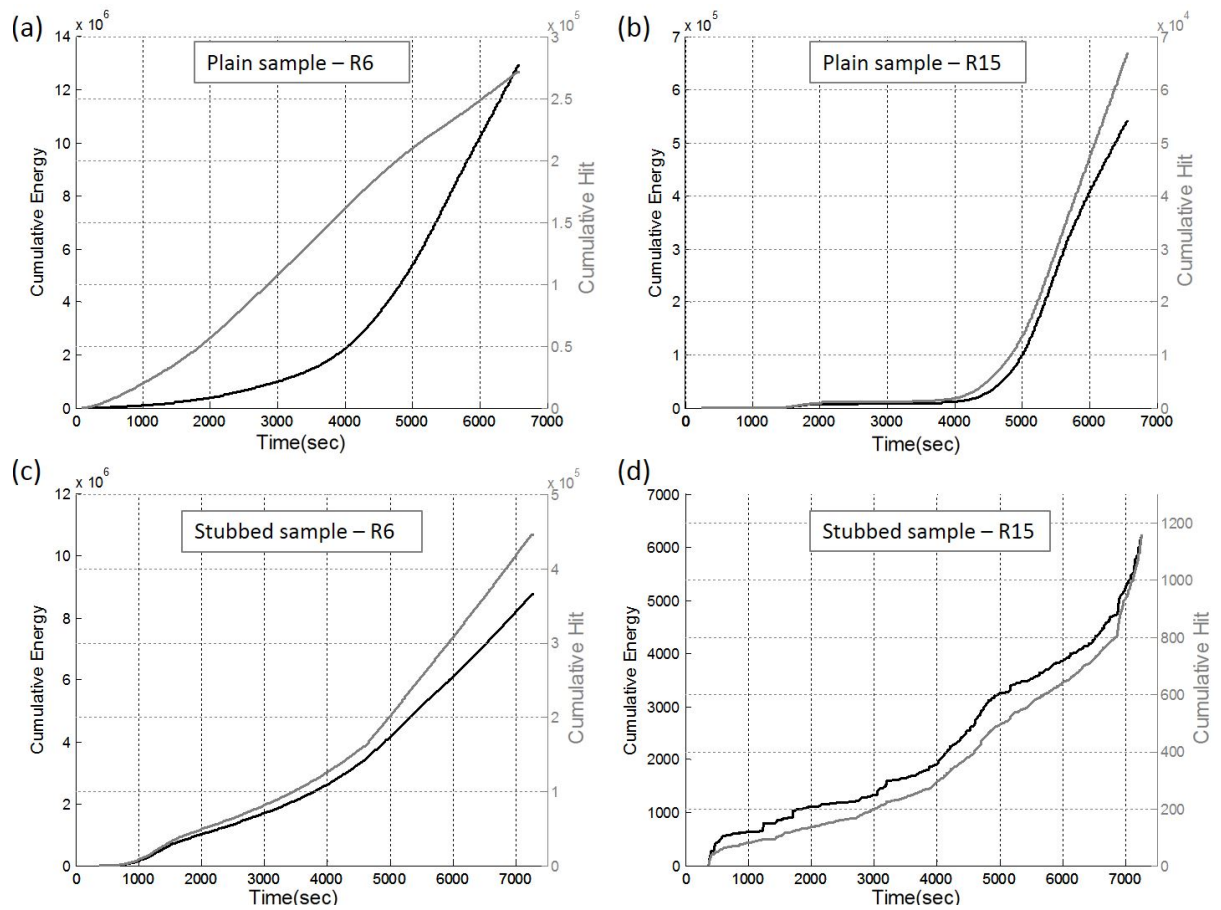 (a)
x 10^6
x 10^5
Plain sample – R6
14
12
10
8
6
4
2
0
Cumulative Energy
3
2.5
2
1.5
1
0.5
0
Cumulative Hit
0 1000 2000 3000 4000 5000 6000 7000
Time(sec)
(b)
x 10^5
x 10^4
Plain sample – R15
7
6
5
4
3
2
1
0
Cumulative Energy
7
6
5
4
3
2
1
0
Cumulative Hit
0 1000 2000 3000 4000 5000 6000 7000
Time(sec)
(c)
x 10^6
x 10^5
Stubbed sample – R6
12
10
8
6
4
2
0
Cumulative Energy
5
4
3
2
1
0
Cumulative Hit
0 1000 2000 3000 4000 5000 6000 7000
Time(sec)
(d)
Stubbed sample – R15
7000
6000
5000
4000
3000
2000
1000
0
Cumulative Energy
1200
1000
800
600
400
200
0
Cumulative Hit
0 1000 2000 3000 4000 5000 6000 7000
Time(sec)